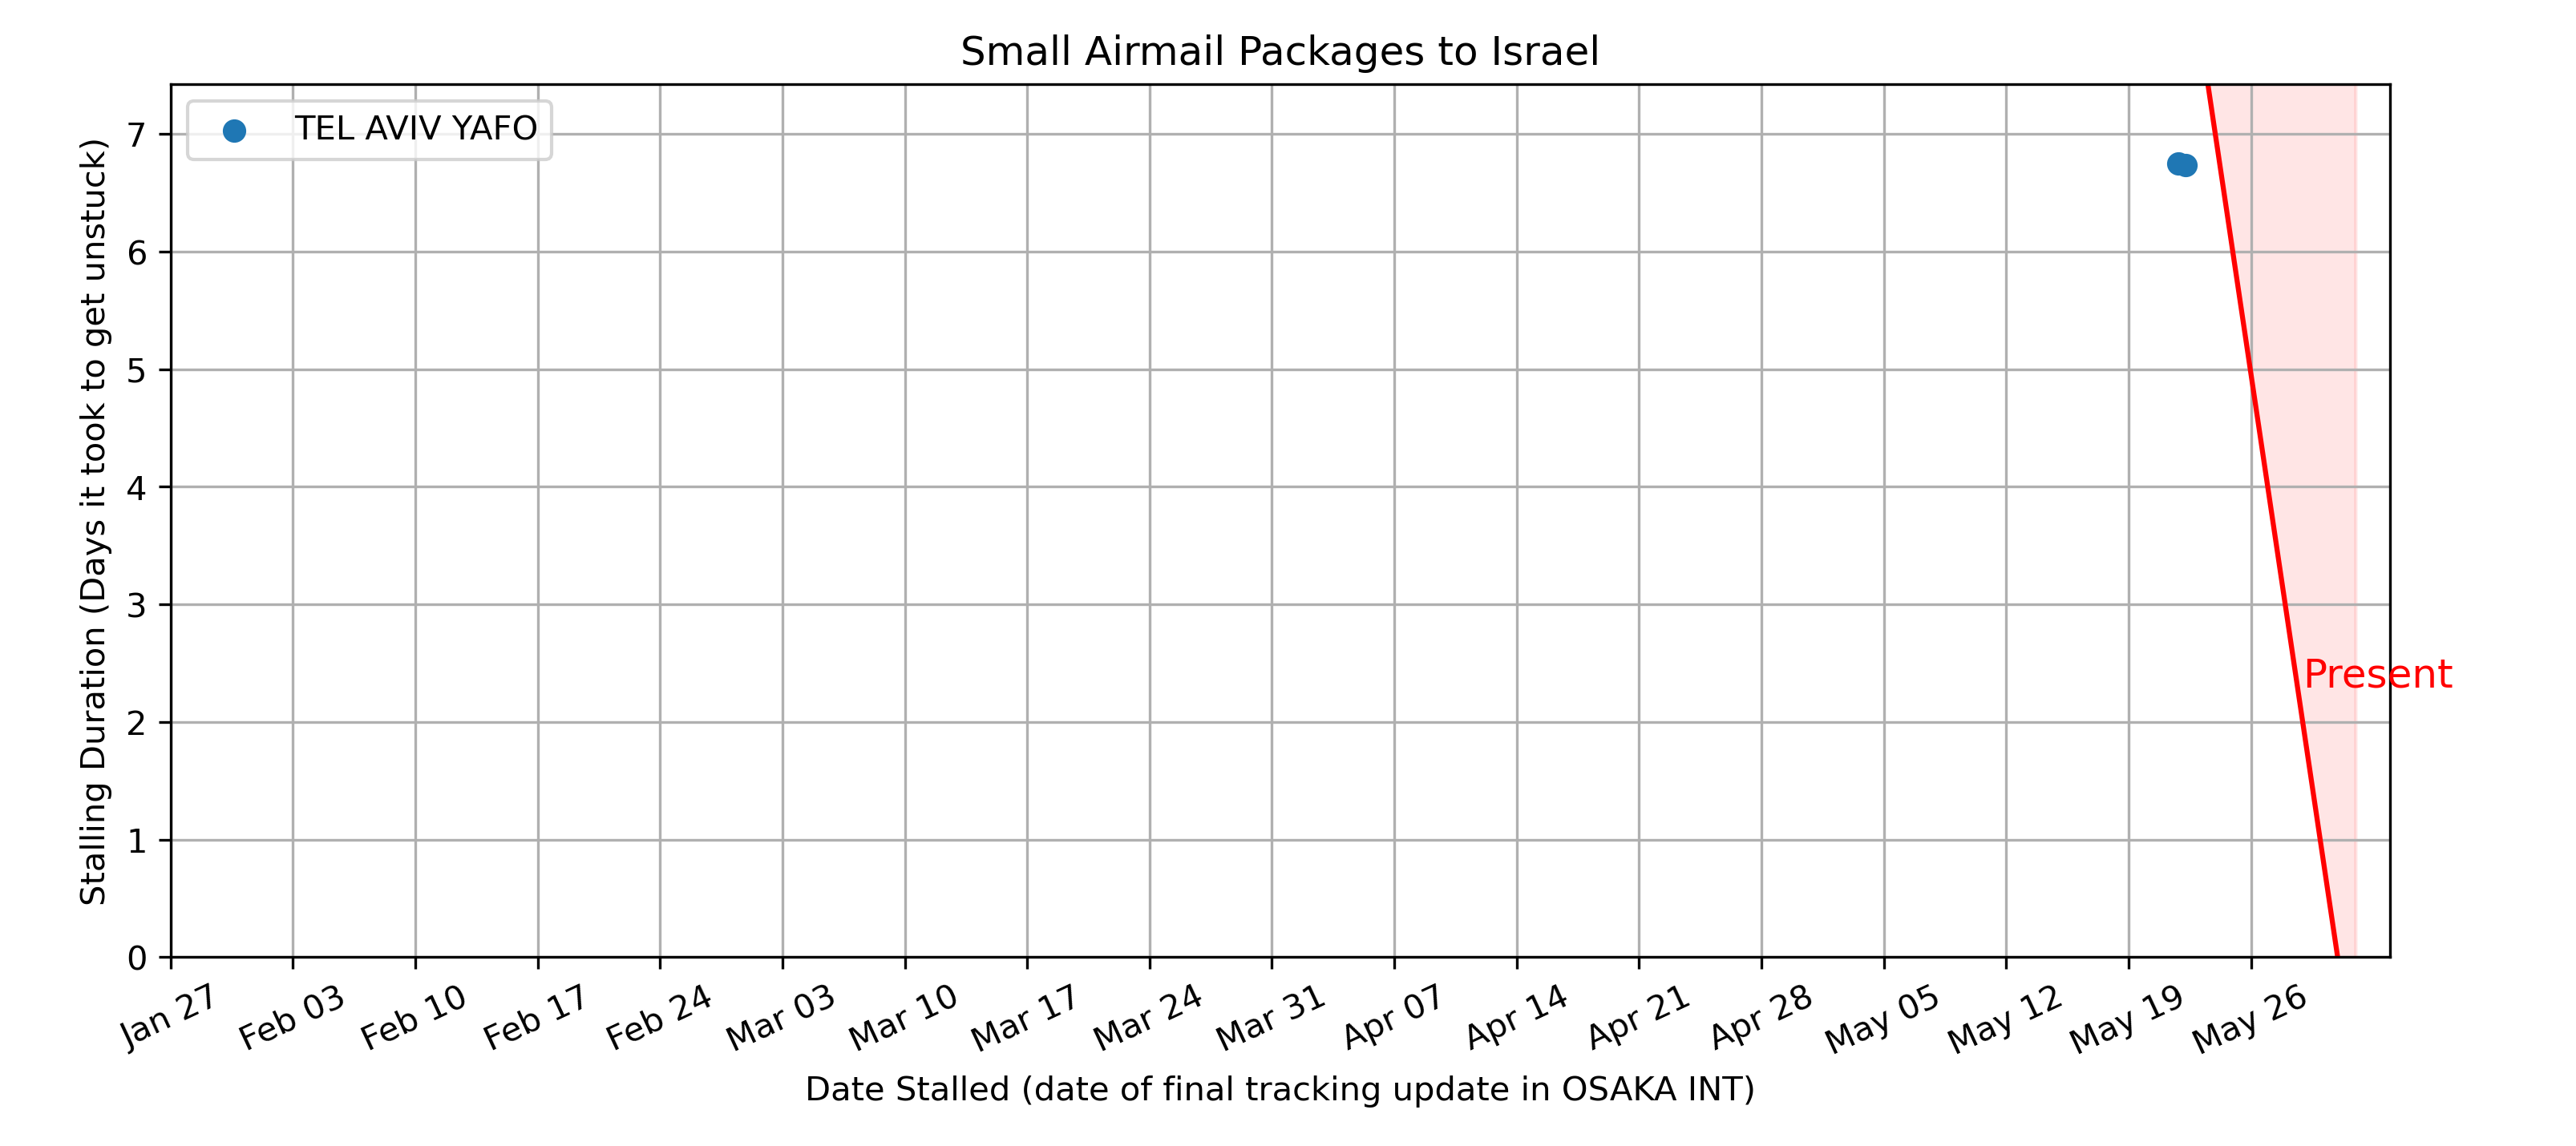 Small Airmail Packages to Israel
TEL AVIV YAFO
Stalling Duration (Days it took to get unstuck)
7
6
5
4
3
2
1
0
Present
Jan 27
Feb 03
Feb 10
Feb 17
Feb 24
Mar 03
Mar 10
Mar 17
Mar 24
Mar 31
Apr 07
Apr 14
Apr 21
Apr 28
May 05
May 12
May 19
May 26
Date Stalled (date of final tracking update in OSAKA INT)